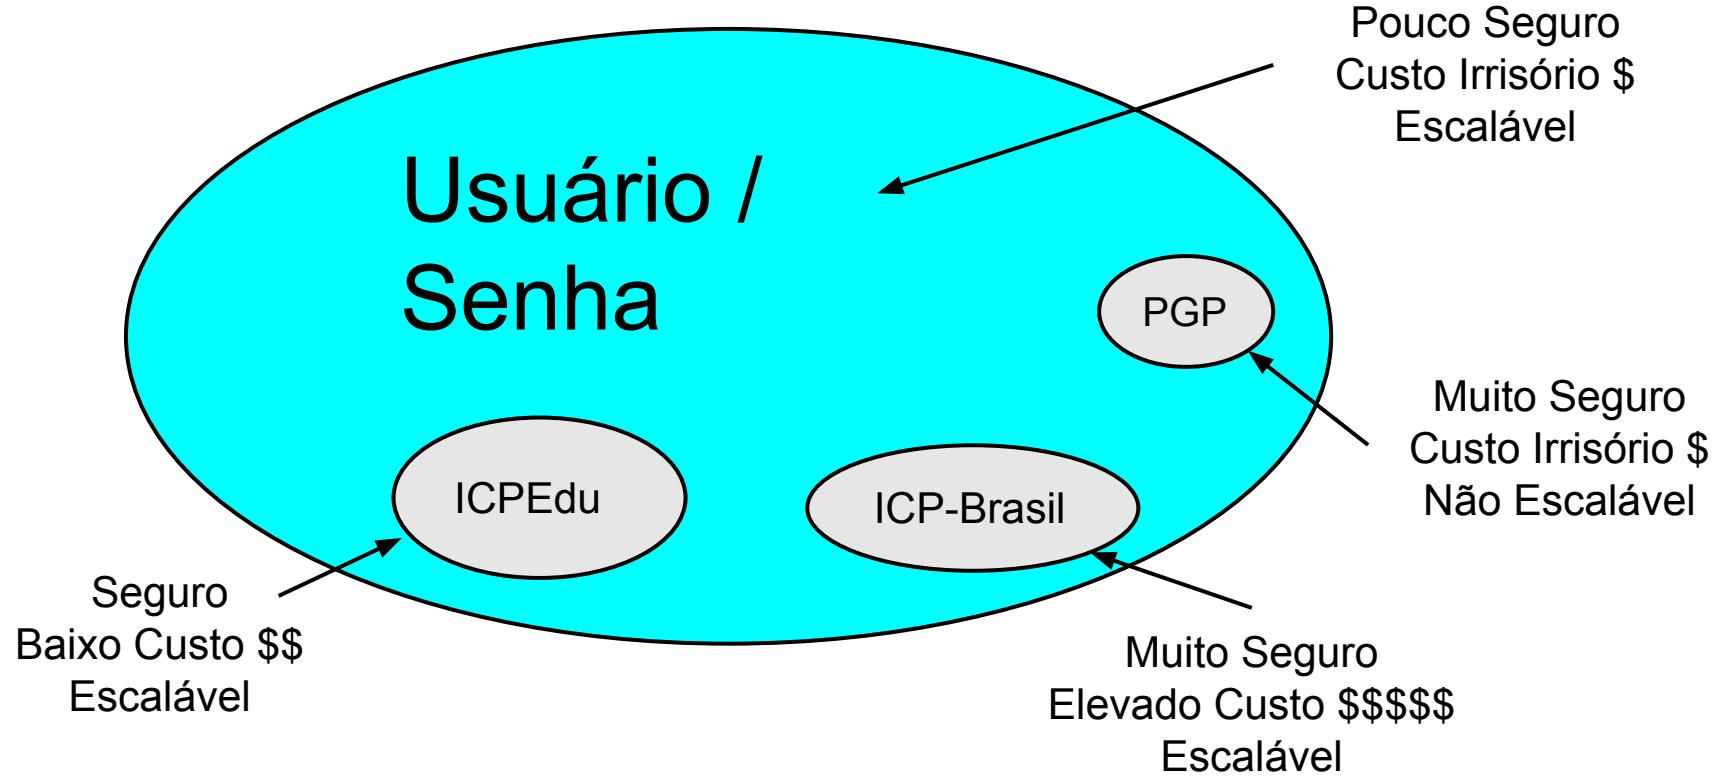 Pouco Seguro
Custo Irrisório $
Escalável
Usuário /
Senha
PGP
Muito Seguro
Custo Irrisório $
Não Escalável
ICPEdu
ICP-Brasil
Seguro
Baixo Custo $$
Escalável
Muito Seguro
Elevado Custo $$$$$
Escalável